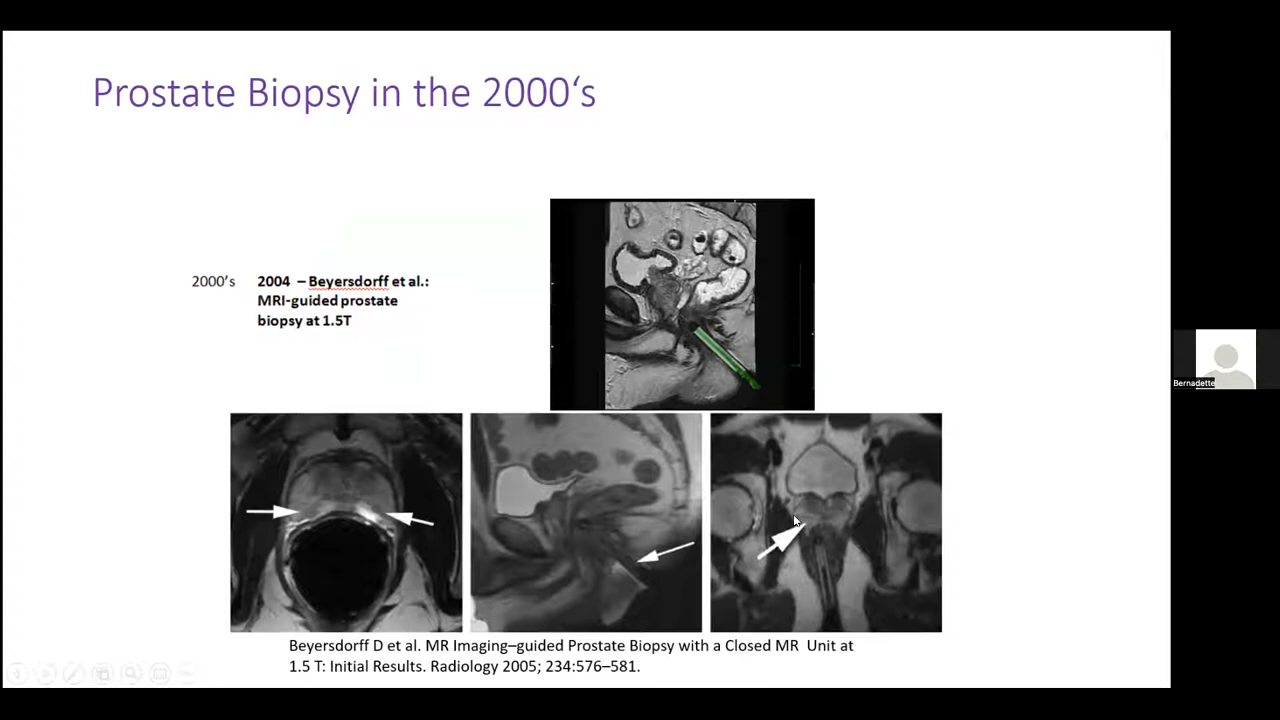 Prostate Biopsy in the 2000‘s
2000’s
2004 – Beyersdorff et al.:
MRI-guided prostate
biopsy at 1.5T
Bernadette
Beyersdorff D et al. MR Imaging–guided Prostate Biopsy with a Closed MR Unit at
1.5 T: Initial Results. Radiology 2005; 234:576–581.